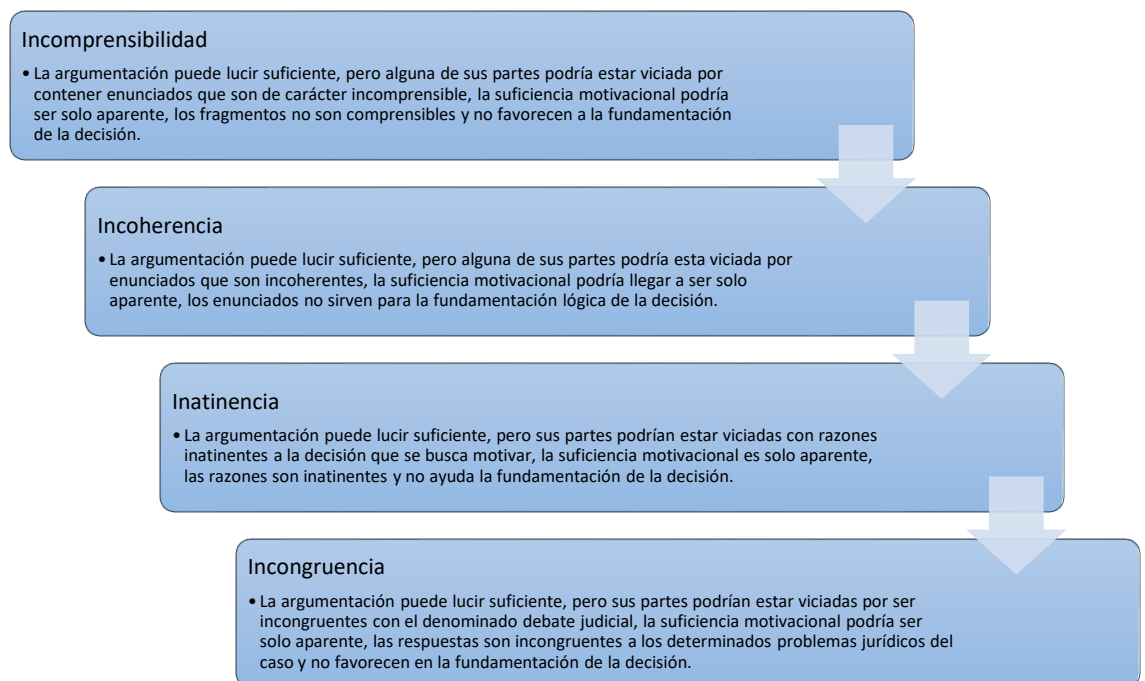 Incomprensibilidad
• La argumentación puede lucir suficiente, pero alguna de sus partes podría estar viciada por
contener enunciados que son de carácter incomprensible, la suficiencia motivacional podría
ser solo aparente, los fragmentos no son comprensibles y no favorecen a la fundamentación
de la decisión.
Incoherencia
• La argumentación puede lucir suficiente, pero alguna de sus partes podría esta viciada por
enunciados que son incoherentes, la suficiencia motivacional podría llegar a ser solo
aparente, los enunciados no sirven para la fundamentación lógica de la decisión.
Inatinencia
• La argumentación puede lucir suficiente, pero sus partes podrían estar viciadas con razones
inatinentes a la decisión que se busca motivar, la suficiencia motivacional es solo aparente,
las razones son inatinentes y no ayuda la fundamentación de la decisión.
Incongruencia
• La argumentación puede lucir suficiente, pero sus partes podrían estar viciadas por ser
incongruentes con el denominado debate judicial, la suficiencia motivacional podría ser
solo aparente, las respuestas son incongruentes a los determinados problemas jurídicos del
caso y no favorecen en la fundamentación de la decisión.